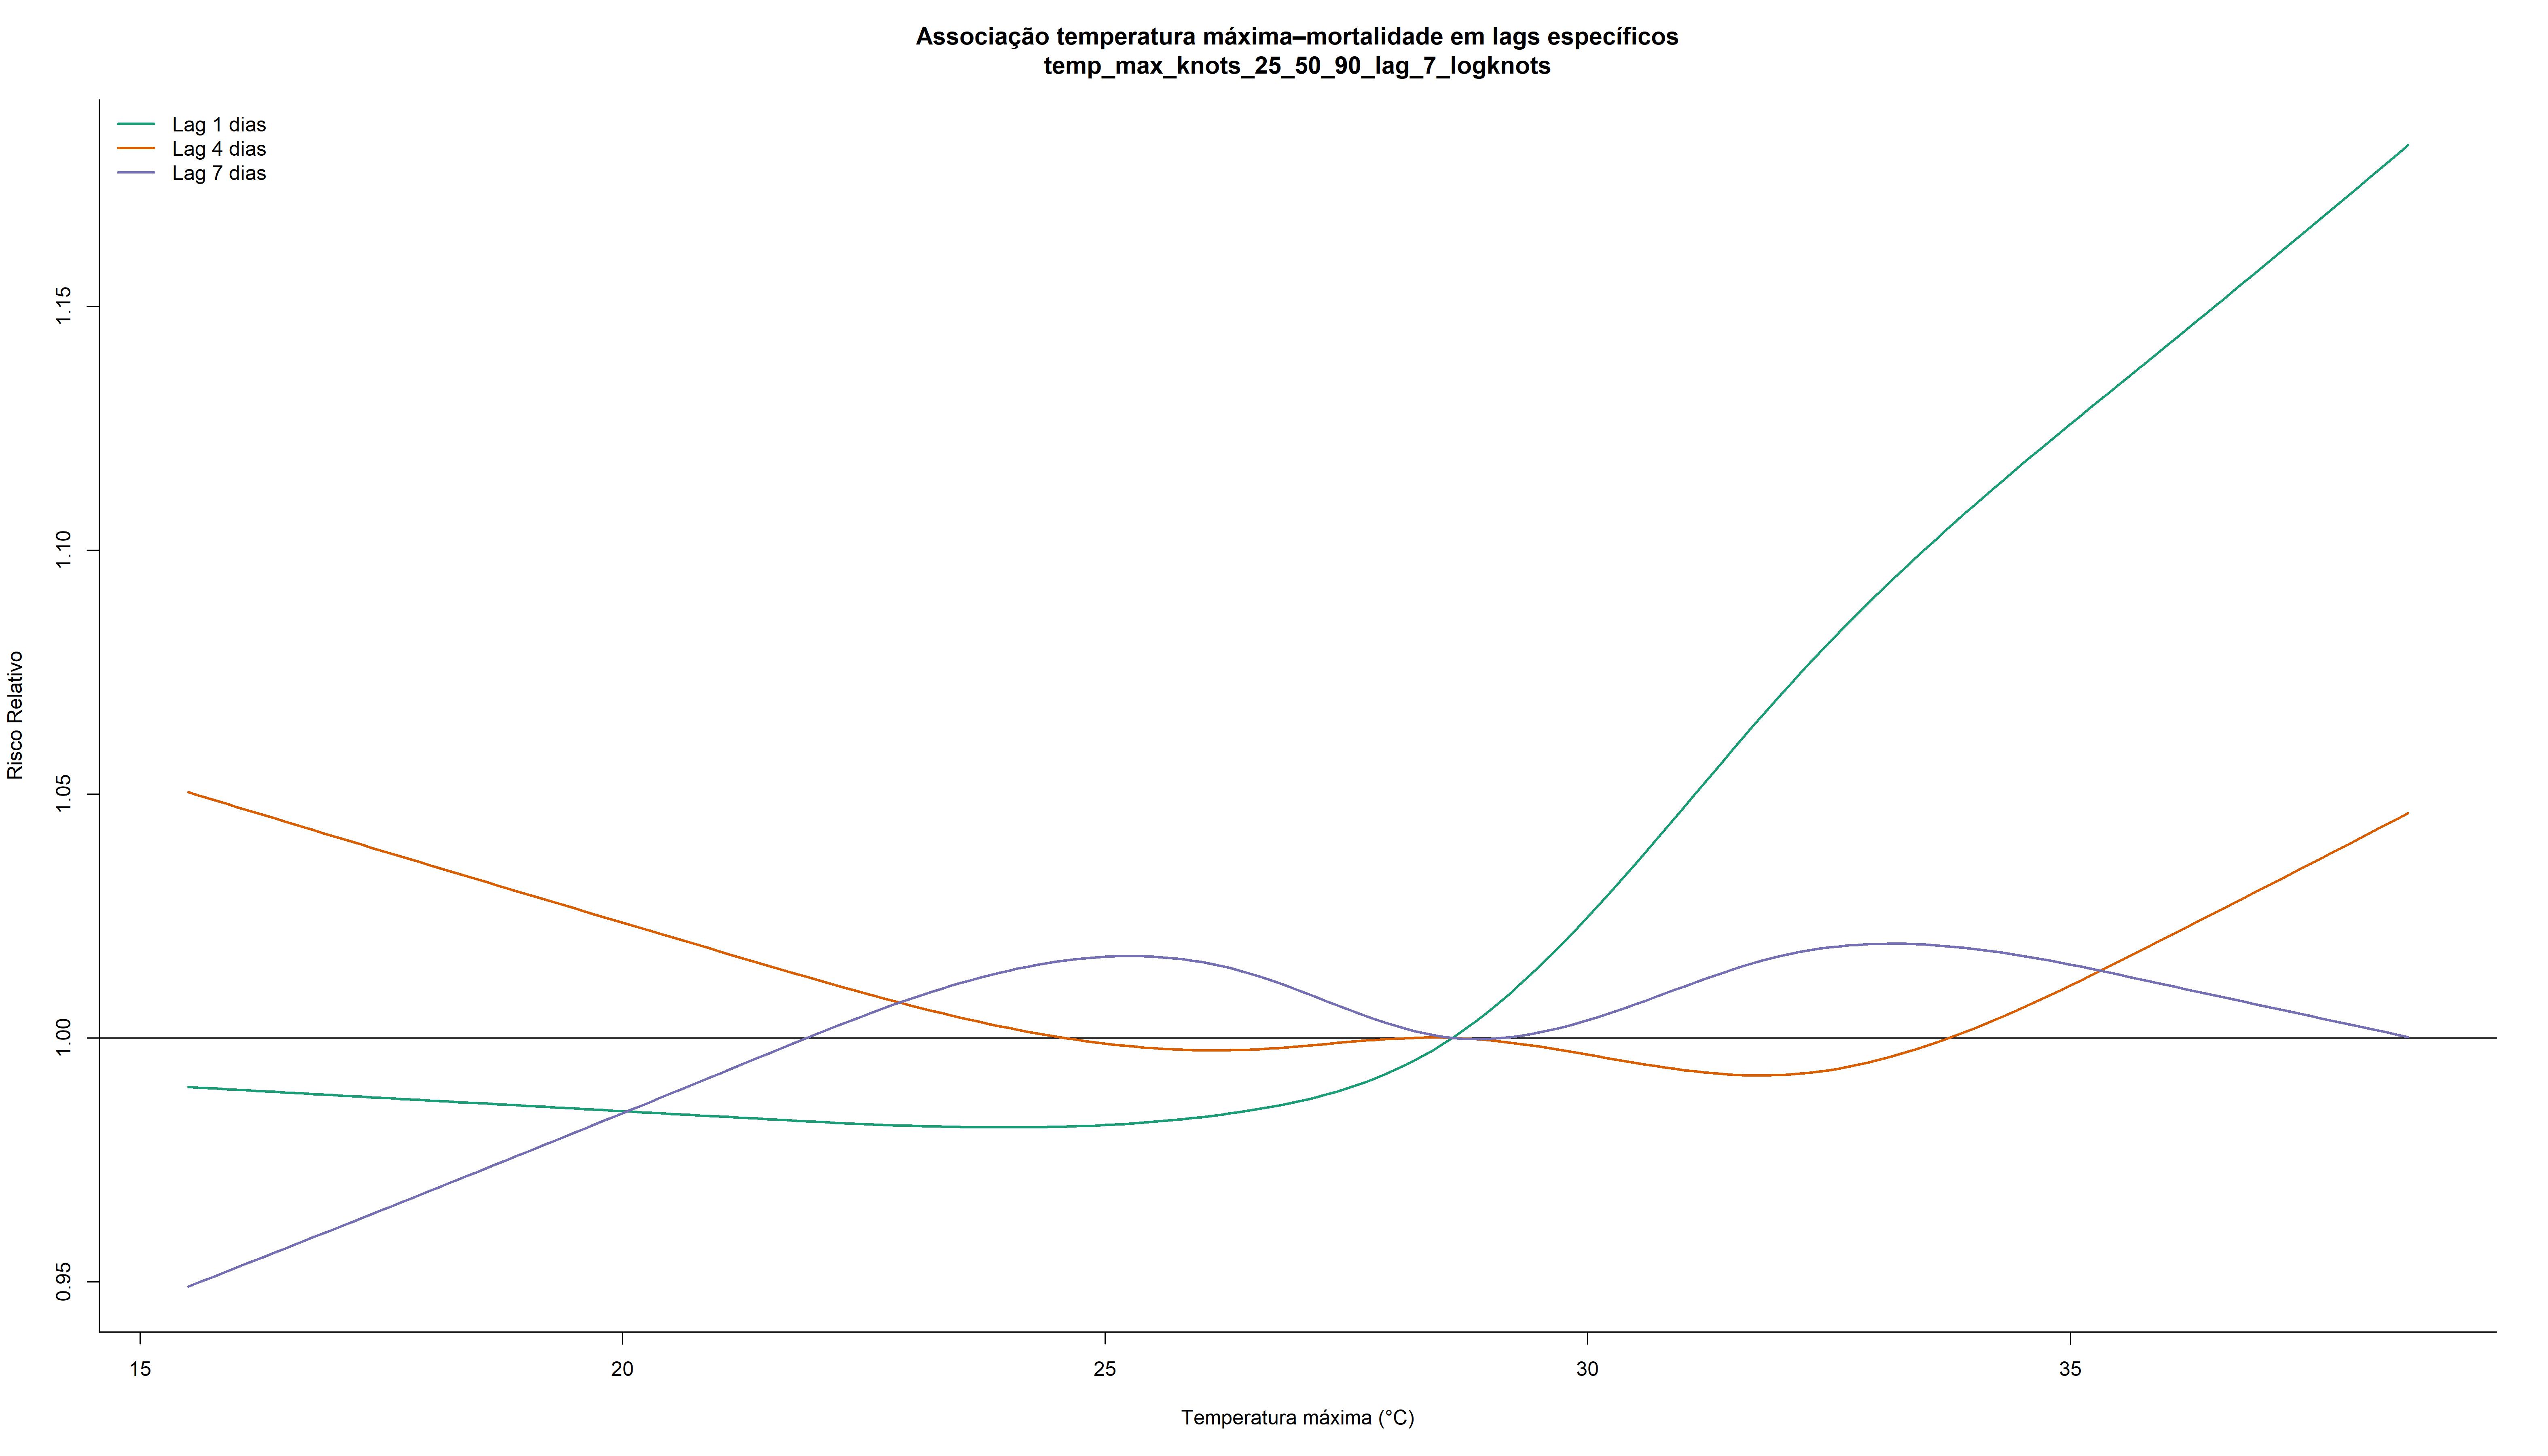 Associação temperatura máxima–mortalidade em lags específicos
temp_max_knots_25_50_90_lag_7_logknots
Lag 1 dias
Lag 4 dias
Lag 7 dias
Risco Relativo
1.15
1.10
1.05
1.00
0.95
15 20 25 30 35
Temperatura máxima (°C)